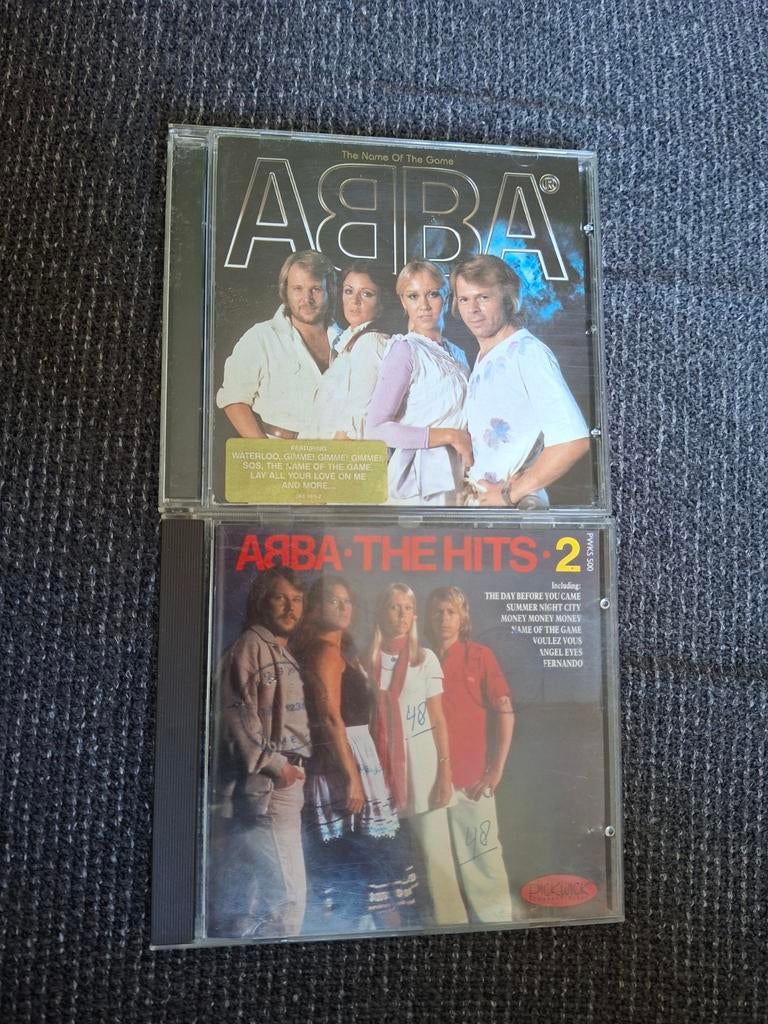 The Name Of The Game
ABBA®
FEATURING
WATERLOO, GIMME! GIMME! GIMME!
SOS, THE NAME OF THE GAME,
LAY ALL YOUR LOVE ON ME
AND MORE...
ABBA · THE HITS · 2
PWKS 500
Including:
THE DAY BEFORE YOU CAME
SUMMER NIGHT CITY
MONEY MONEY MONEY
NAME OF THE GAME
VOULEZ VOUS
ANGEL EYES
FERNANDO
48
48
PICKWICK